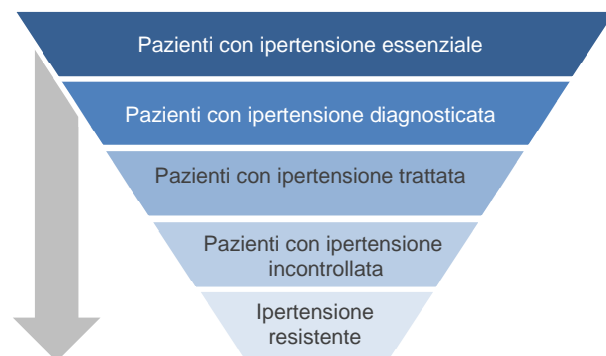 Pazienti con ipertensione essenziale
Pazienti con ipertensione diagnosticata
Pazienti con ipertensione trattata
Pazienti con ipertensione
incontrollata
Ipertensione
resistente